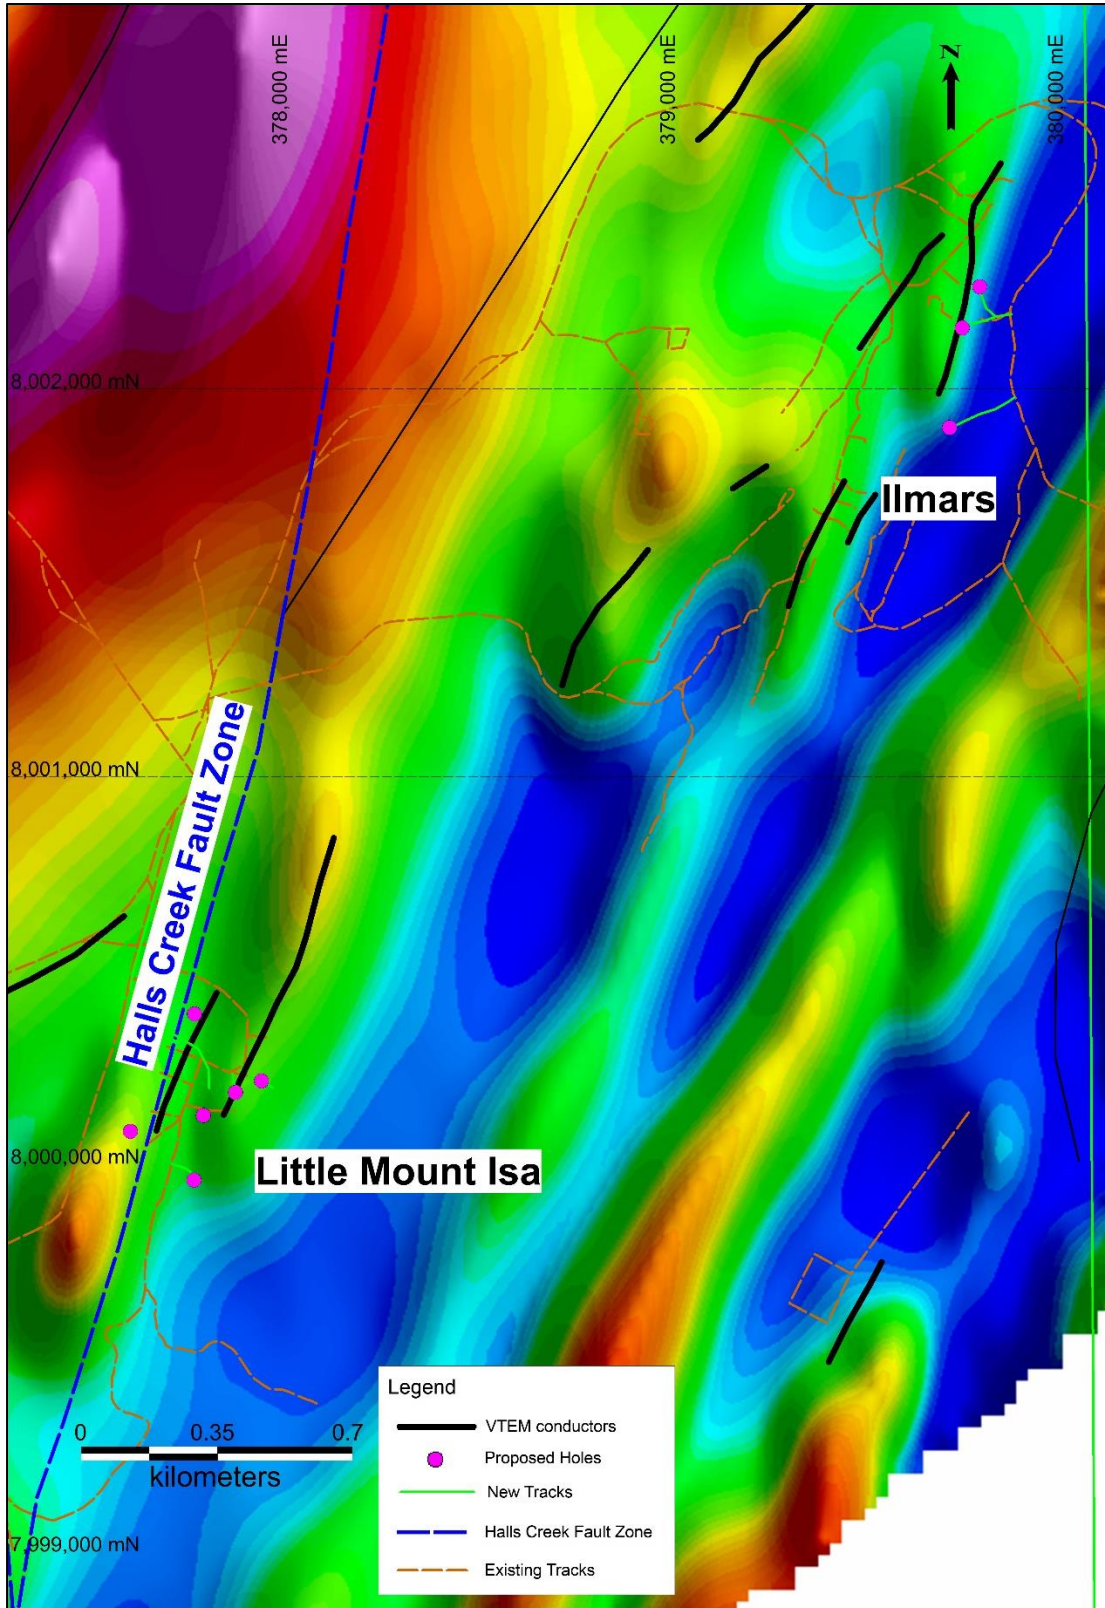 378,000 mE
379,000 mE
380,000 mE
N
8,002,000 mN
Ilmars
Halls Creek Fault Zone
8,001,000 mN
8,000,000 mN
Little Mount Isa
Legend
VTEM conductors
Proposed Holes
New Tracks
Halls Creek Fault Zone
Existing Tracks
0 0.35 0.7
kilometers
7,999,000 mN